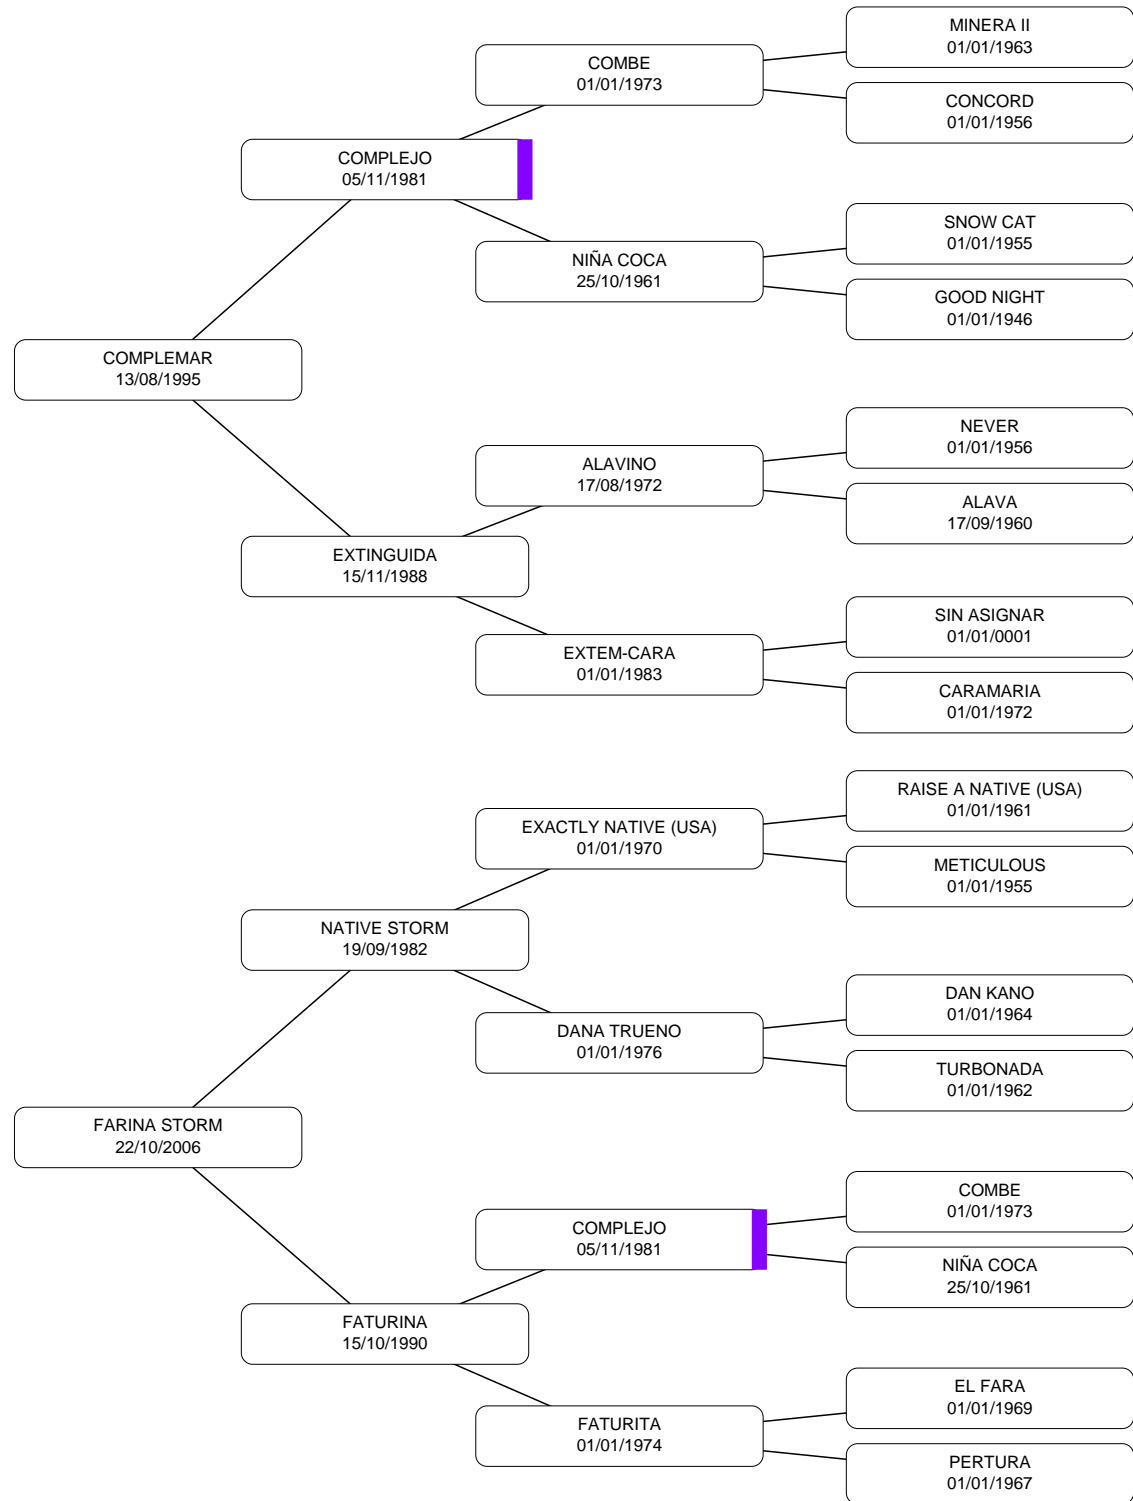 MINERA II
01/01/1963
COMBE
01/01/1973
CONCORD
01/01/1956
COMPLEJO
05/11/1981
SNOW CAT
01/01/1955
NIÑA COCA
25/10/1961
GOOD NIGHT
01/01/1946
COMPLEMAR
13/08/1995
NEVER
01/01/1956
ALAVINO
17/08/1972
ALAVA
17/09/1960
EXTINGUIDA
15/11/1988
SIN ASIGNAR
01/01/0001
EXTEM-CARA
01/01/1983
CARAMARIA
01/01/1972
RAISE A NATIVE (USA)
01/01/1961
EXACTLY NATIVE (USA)
01/01/1970
METICULOUS
01/01/1955
NATIVE STORM
19/09/1982
DAN KANO
01/01/1964
DANA TRUENO
01/01/1976
TURBONADA
01/01/1962
FARINA STORM
22/10/2006
COMBE
01/01/1973
COMPLEJO
05/11/1981
NIÑA COCA
25/10/1961
FATURINA
15/10/1990
EL FARA
01/01/1969
FATURITA
01/01/1974
PERTURA
01/01/1967